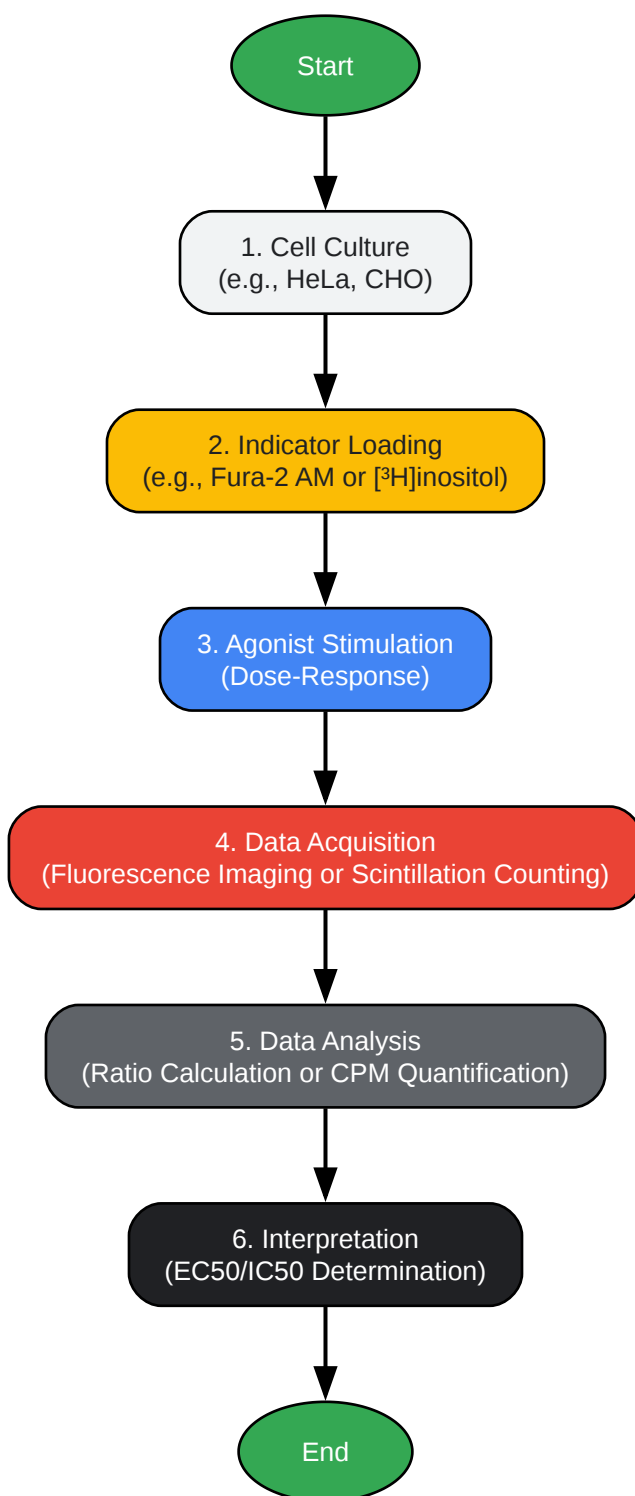 Start
1. Cell Culture
(e.g., HeLa, CHO)
2. Indicator Loading
(e.g., Fura-2 AM or [³H]inositol)
3. Agonist Stimulation
(Dose-Response)
4. Data Acquisition
(Fluorescence Imaging or Scintillation Counting)
5. Data Analysis
(Ratio Calculation or CPM Quantification)
6. Interpretation
(EC50/IC50 Determination)
End